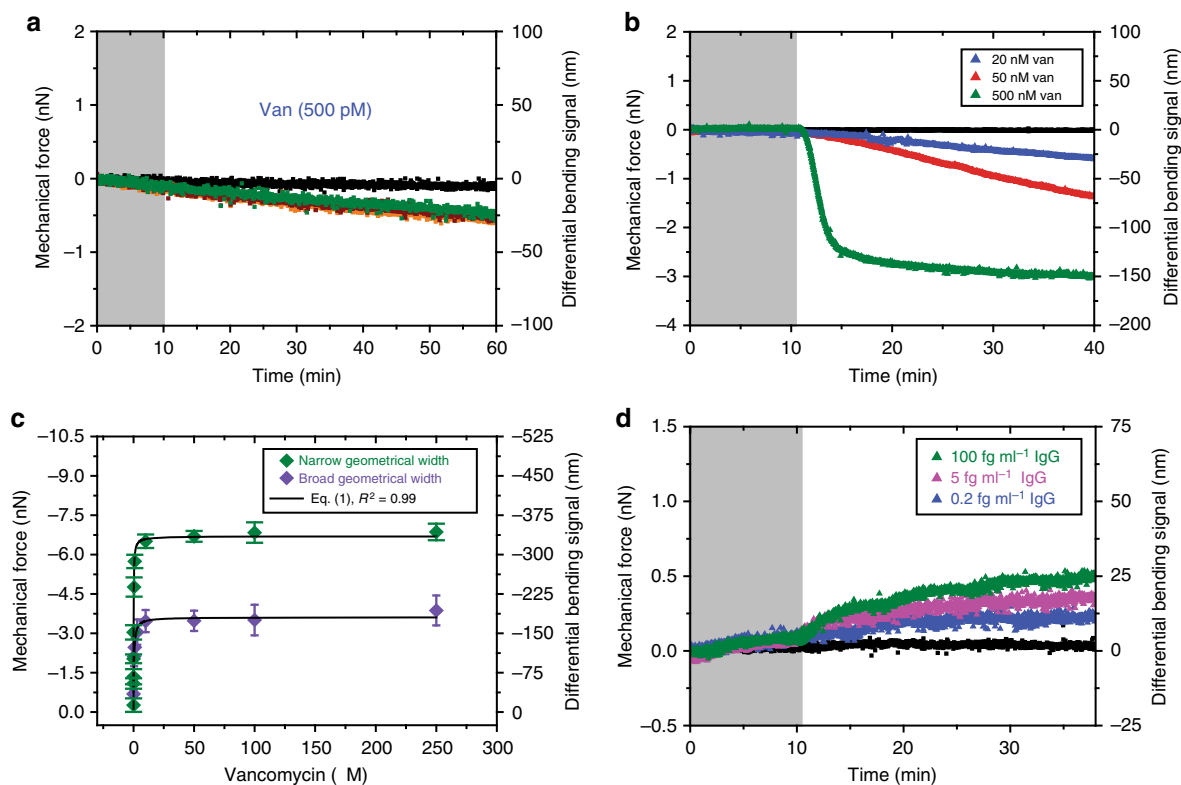 a
Mechanical force (nN)
2
1
0
−1
−2
Van (500 pM)
100
50
0
−50
−100
Differential bending signal (nm)
0 10 20 30 40 50 60
Time (min)
b
Mechanical force (nN)
2
1
0
−1
−2
−3
−4
20 nM van
50 nM van
500 nM van
100
50
0
−50
−100
−150
−200
Differential bending signal (nm)
0 10 20 30 40
Time (min)
c
Mechanical force (nN)
−10.5
−9.0
−7.5
−6.0
−4.5
−3.0
−1.5
0.0
Narrow geometrical width
Broad geometrical width
Eq. (1), R² = 0.99
−525
−450
−375
−300
−225
−150
−75
0
Differential bending signal (nm)
0 50 100 150 200 250 300
Vancomycin ( M)
d
Mechanical force (nN)
1.5
1.0
0.5
0.0
−0.5
100 fg ml⁻¹ IgG
5 fg ml⁻¹ IgG
0.2 fg ml⁻¹ IgG
75
50
25
0
−25
Differential bending signal (nm)
0 10 20 30
Time (min)